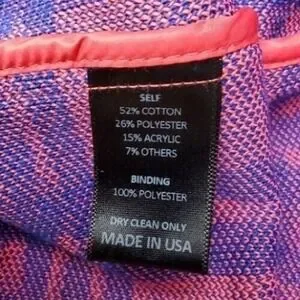 SELF
52% COTTON
26% POLYESTER
15% ACRYLIC
7% OTHERS
BINDING
100% POLYESTER
DRY CLEAN ONLY
MADE IN USA